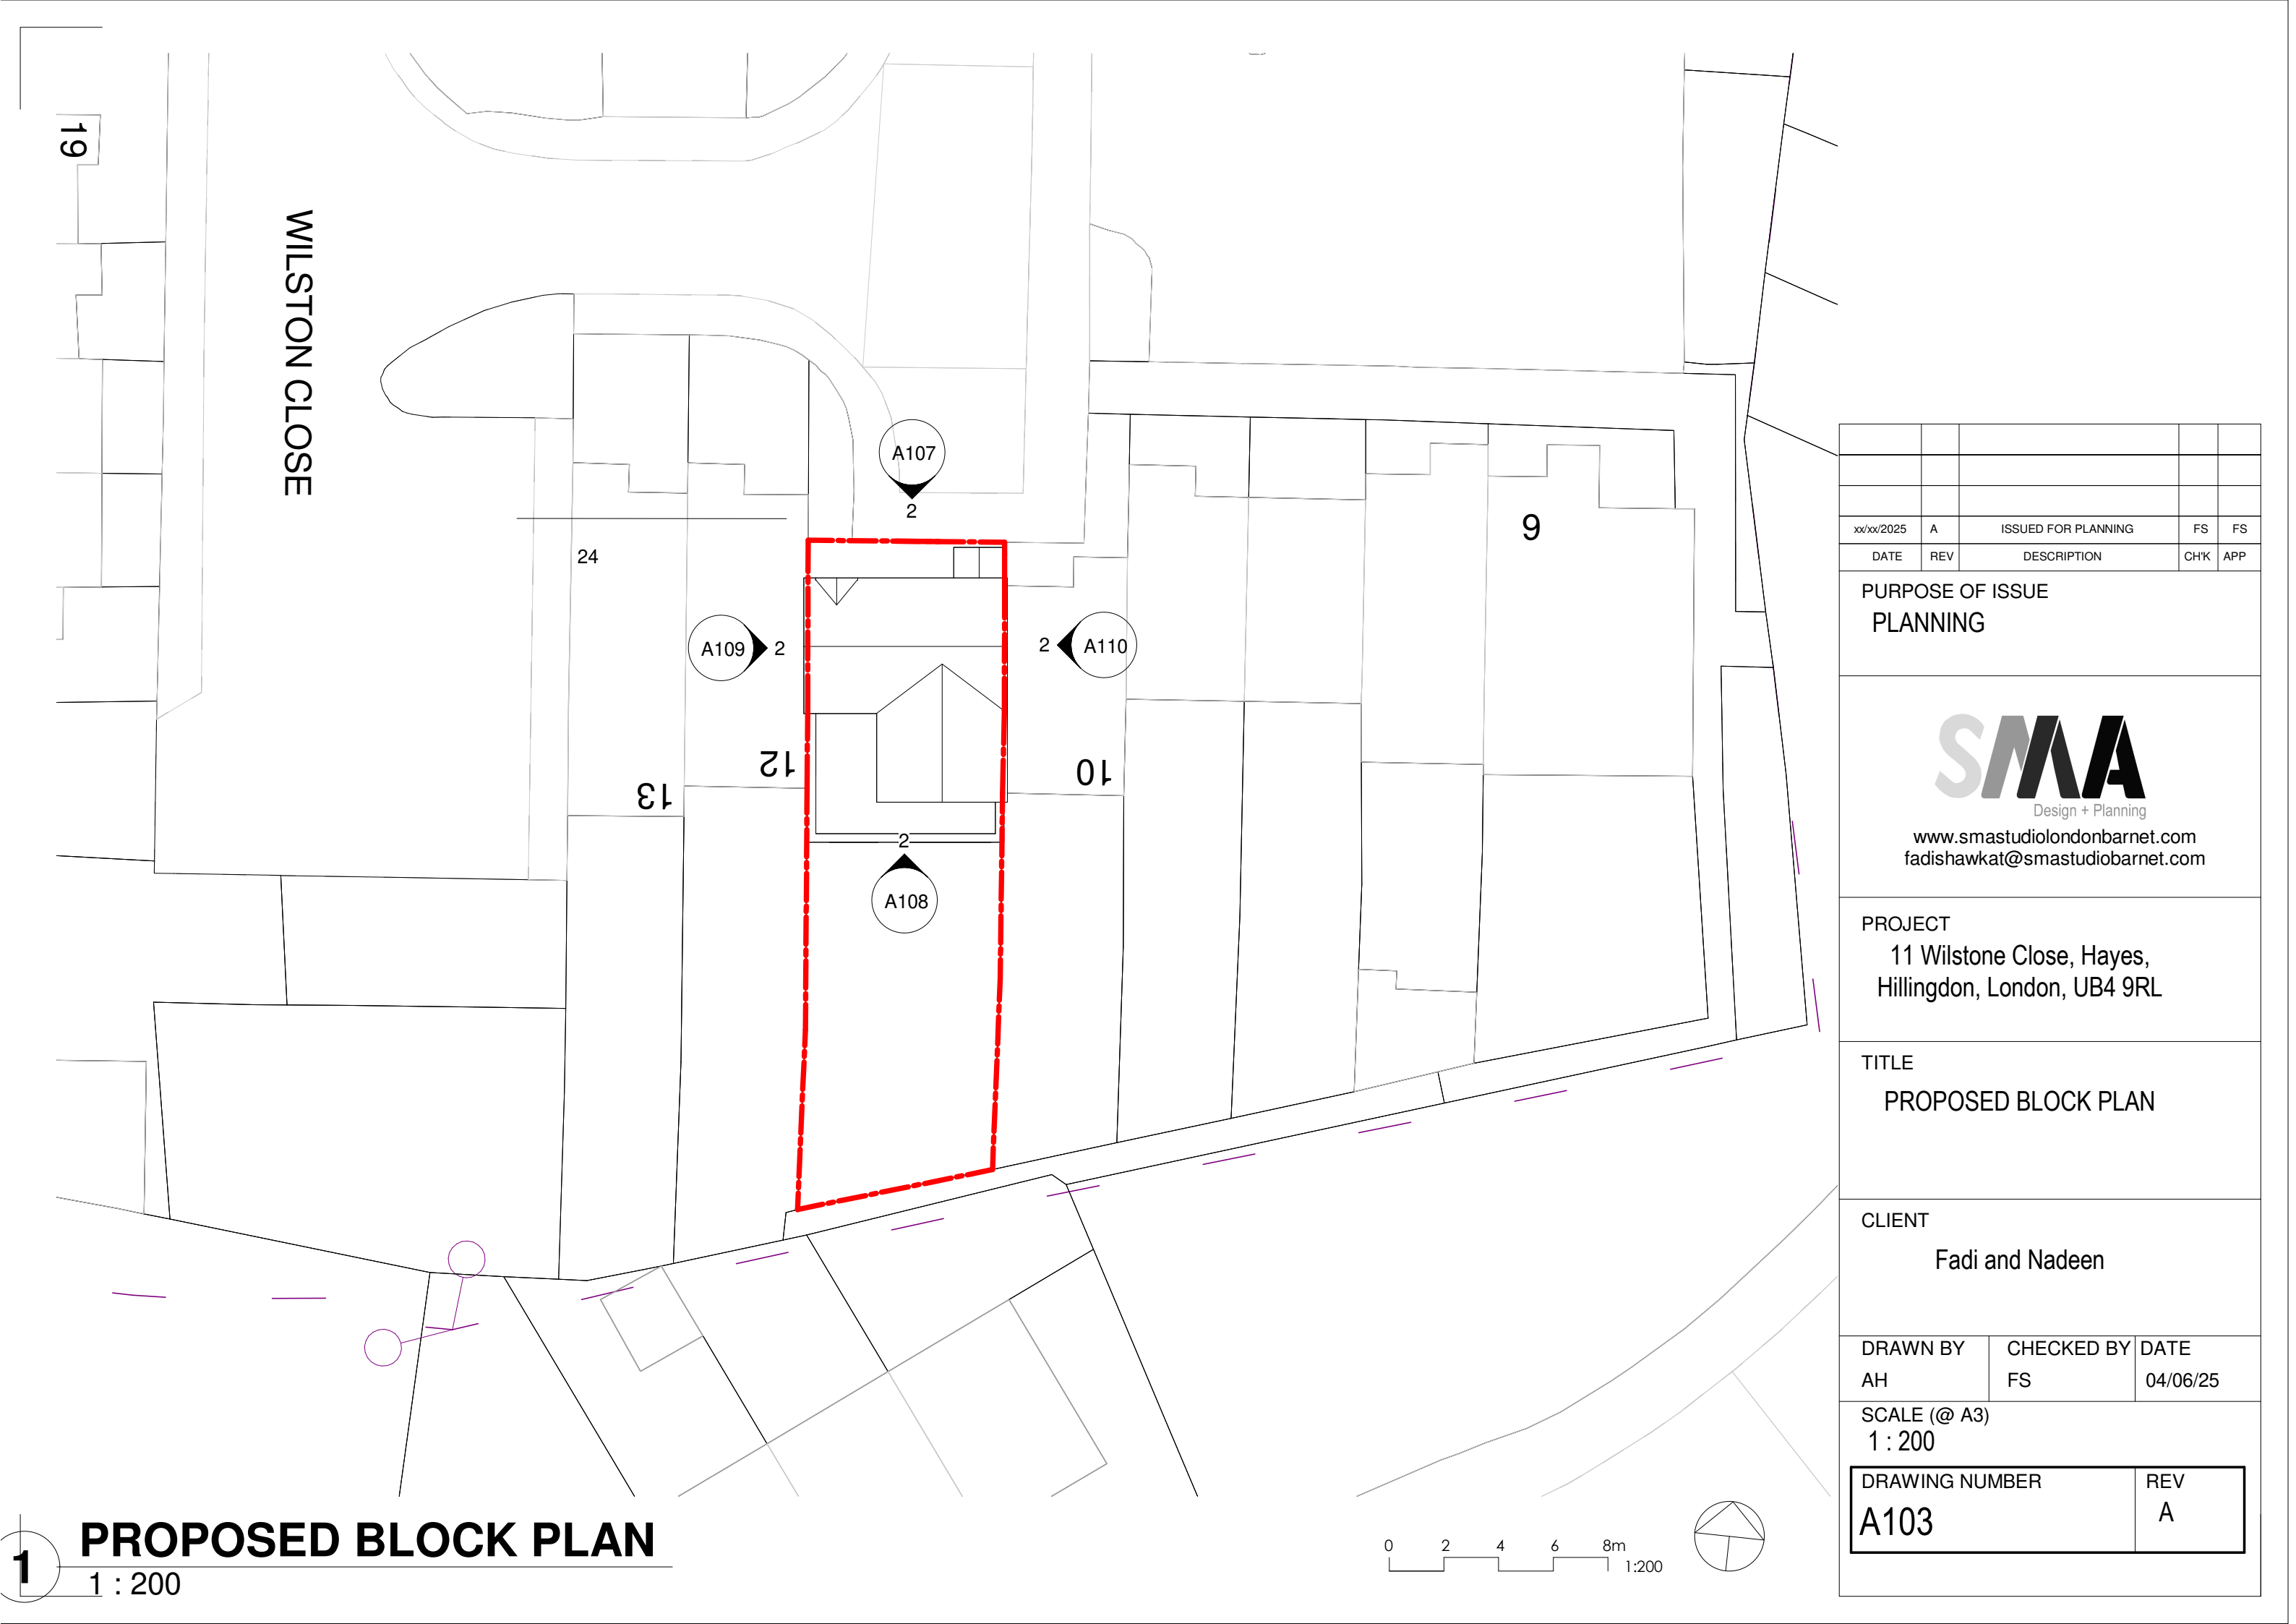 19
WILSTON CLOSE
A107
2
24
9
A109
2
2
A110
12
10
13
2
A108
xx/xx/2025 A ISSUED FOR PLANNING FS FS
DATE REV DESCRIPTION CH'K APP
PURPOSE OF ISSUE
PLANNING
SMA
Design + Planning
www.smastudiolondonbarnet.com
fadishawkat@smastudiobarnet.com
PROJECT
11 Wilstone Close, Hayes,
Hillingdon, London, UB4 9RL
TITLE
PROPOSED BLOCK PLAN
CLIENT
Fadi and Nadeen
DRAWN BY CHECKED BY DATE
AH FS 04/06/25
SCALE (@ A3)
1 : 200
DRAWING NUMBER REV
A103 A
1 PROPOSED BLOCK PLAN
1 : 200
0 2 4 6 8m
1:200